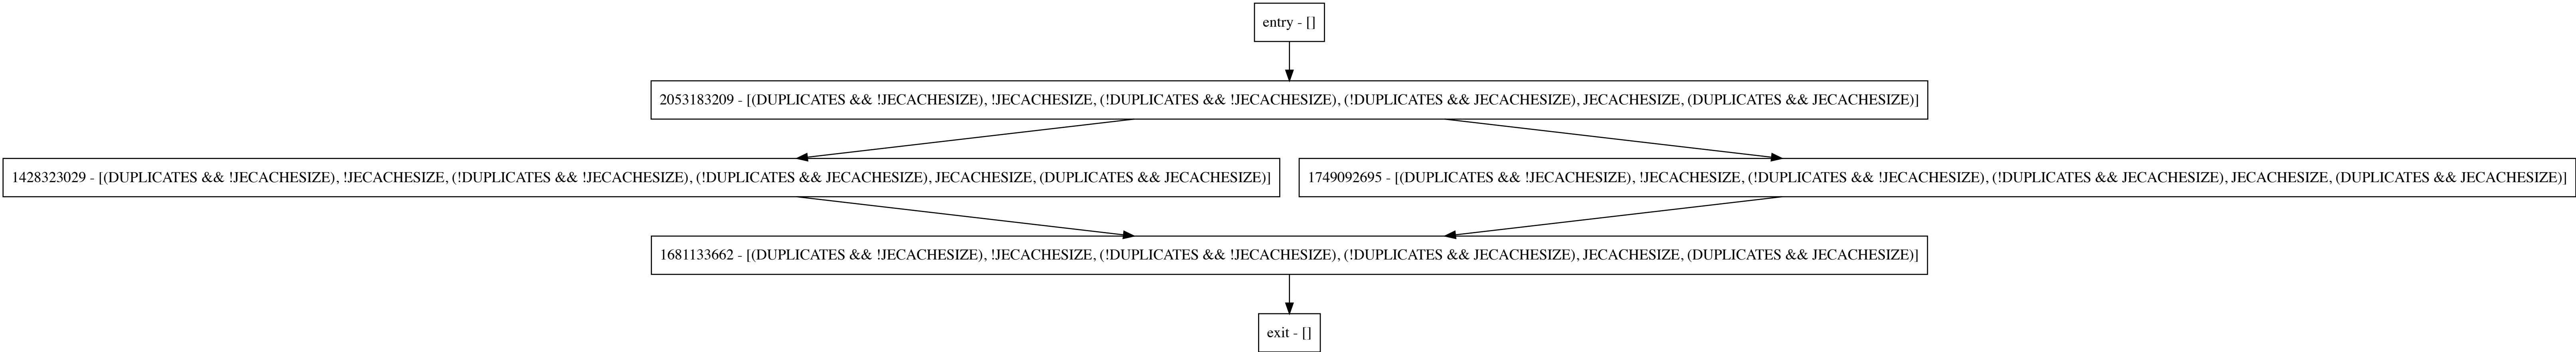 entry - []
2053183209 - [(DUPLICATES && !JECACHESIZE), !JECACHESIZE, (!DUPLICATES && !JECACHESIZE), (!DUPLICATES && JECACHESIZE), JECACHESIZE, (DUPLICATES && JECACHESIZE)]
1428323029 - [(DUPLICATES && !JECACHESIZE), !JECACHESIZE, (!DUPLICATES && !JECACHESIZE), (!DUPLICATES && JECACHESIZE), JECACHESIZE, (DUPLICATES && JECACHESIZE)]
1749092695 - [(DUPLICATES && !JECACHESIZE), !JECACHESIZE, (!DUPLICATES && !JECACHESIZE), (!DUPLICATES && JECACHESIZE), JECACHESIZE, (DUPLICATES && JECACHESIZE)]
1681133662 - [(DUPLICATES && !JECACHESIZE), !JECACHESIZE, (!DUPLICATES && !JECACHESIZE), (!DUPLICATES && JECACHESIZE), JECACHESIZE, (DUPLICATES && JECACHESIZE)]
exit - []